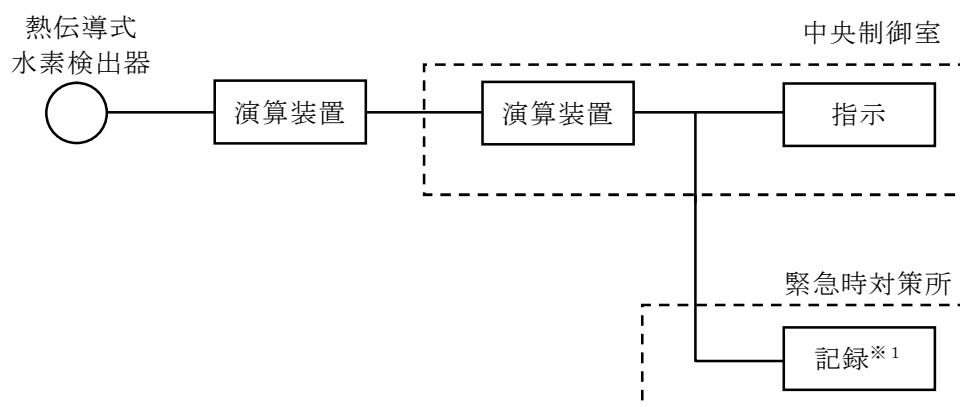 熱伝導式
水素検出器
中央制御室
演算装置
演算装置
指示
緊急時対策所
記録※1